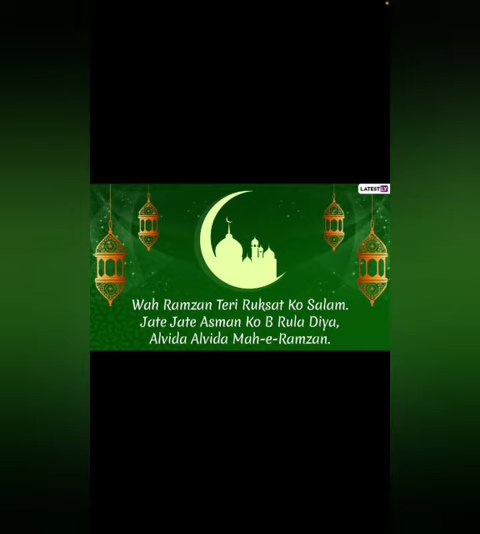 LATESTLY
Wah Ramzan Teri Ruksat Ko Salam.
Jate Jate Asman Ko B Rula Diya,
Alvida Alvida Mah-e-Ramzan.